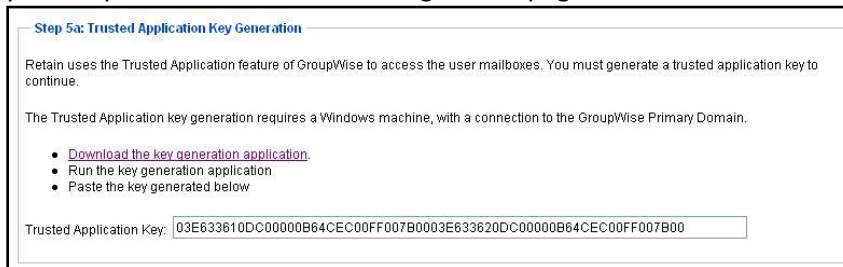 Step 5a: Trusted Application Key Generation
Retain uses the Trusted Application feature of GroupWise to access the user mailboxes. You must generate a trusted application key to
continue.
The Trusted Application key generation requires a Windows machine, with a connection to the GroupWise Primary Domain.
• Download the key generation application.
• Run the key generation application
• Paste the key generated below
Trusted Application Key: 03E633610DC00000B64CEC00FF007B0003E633620DC00000B64CEC00FF007B00